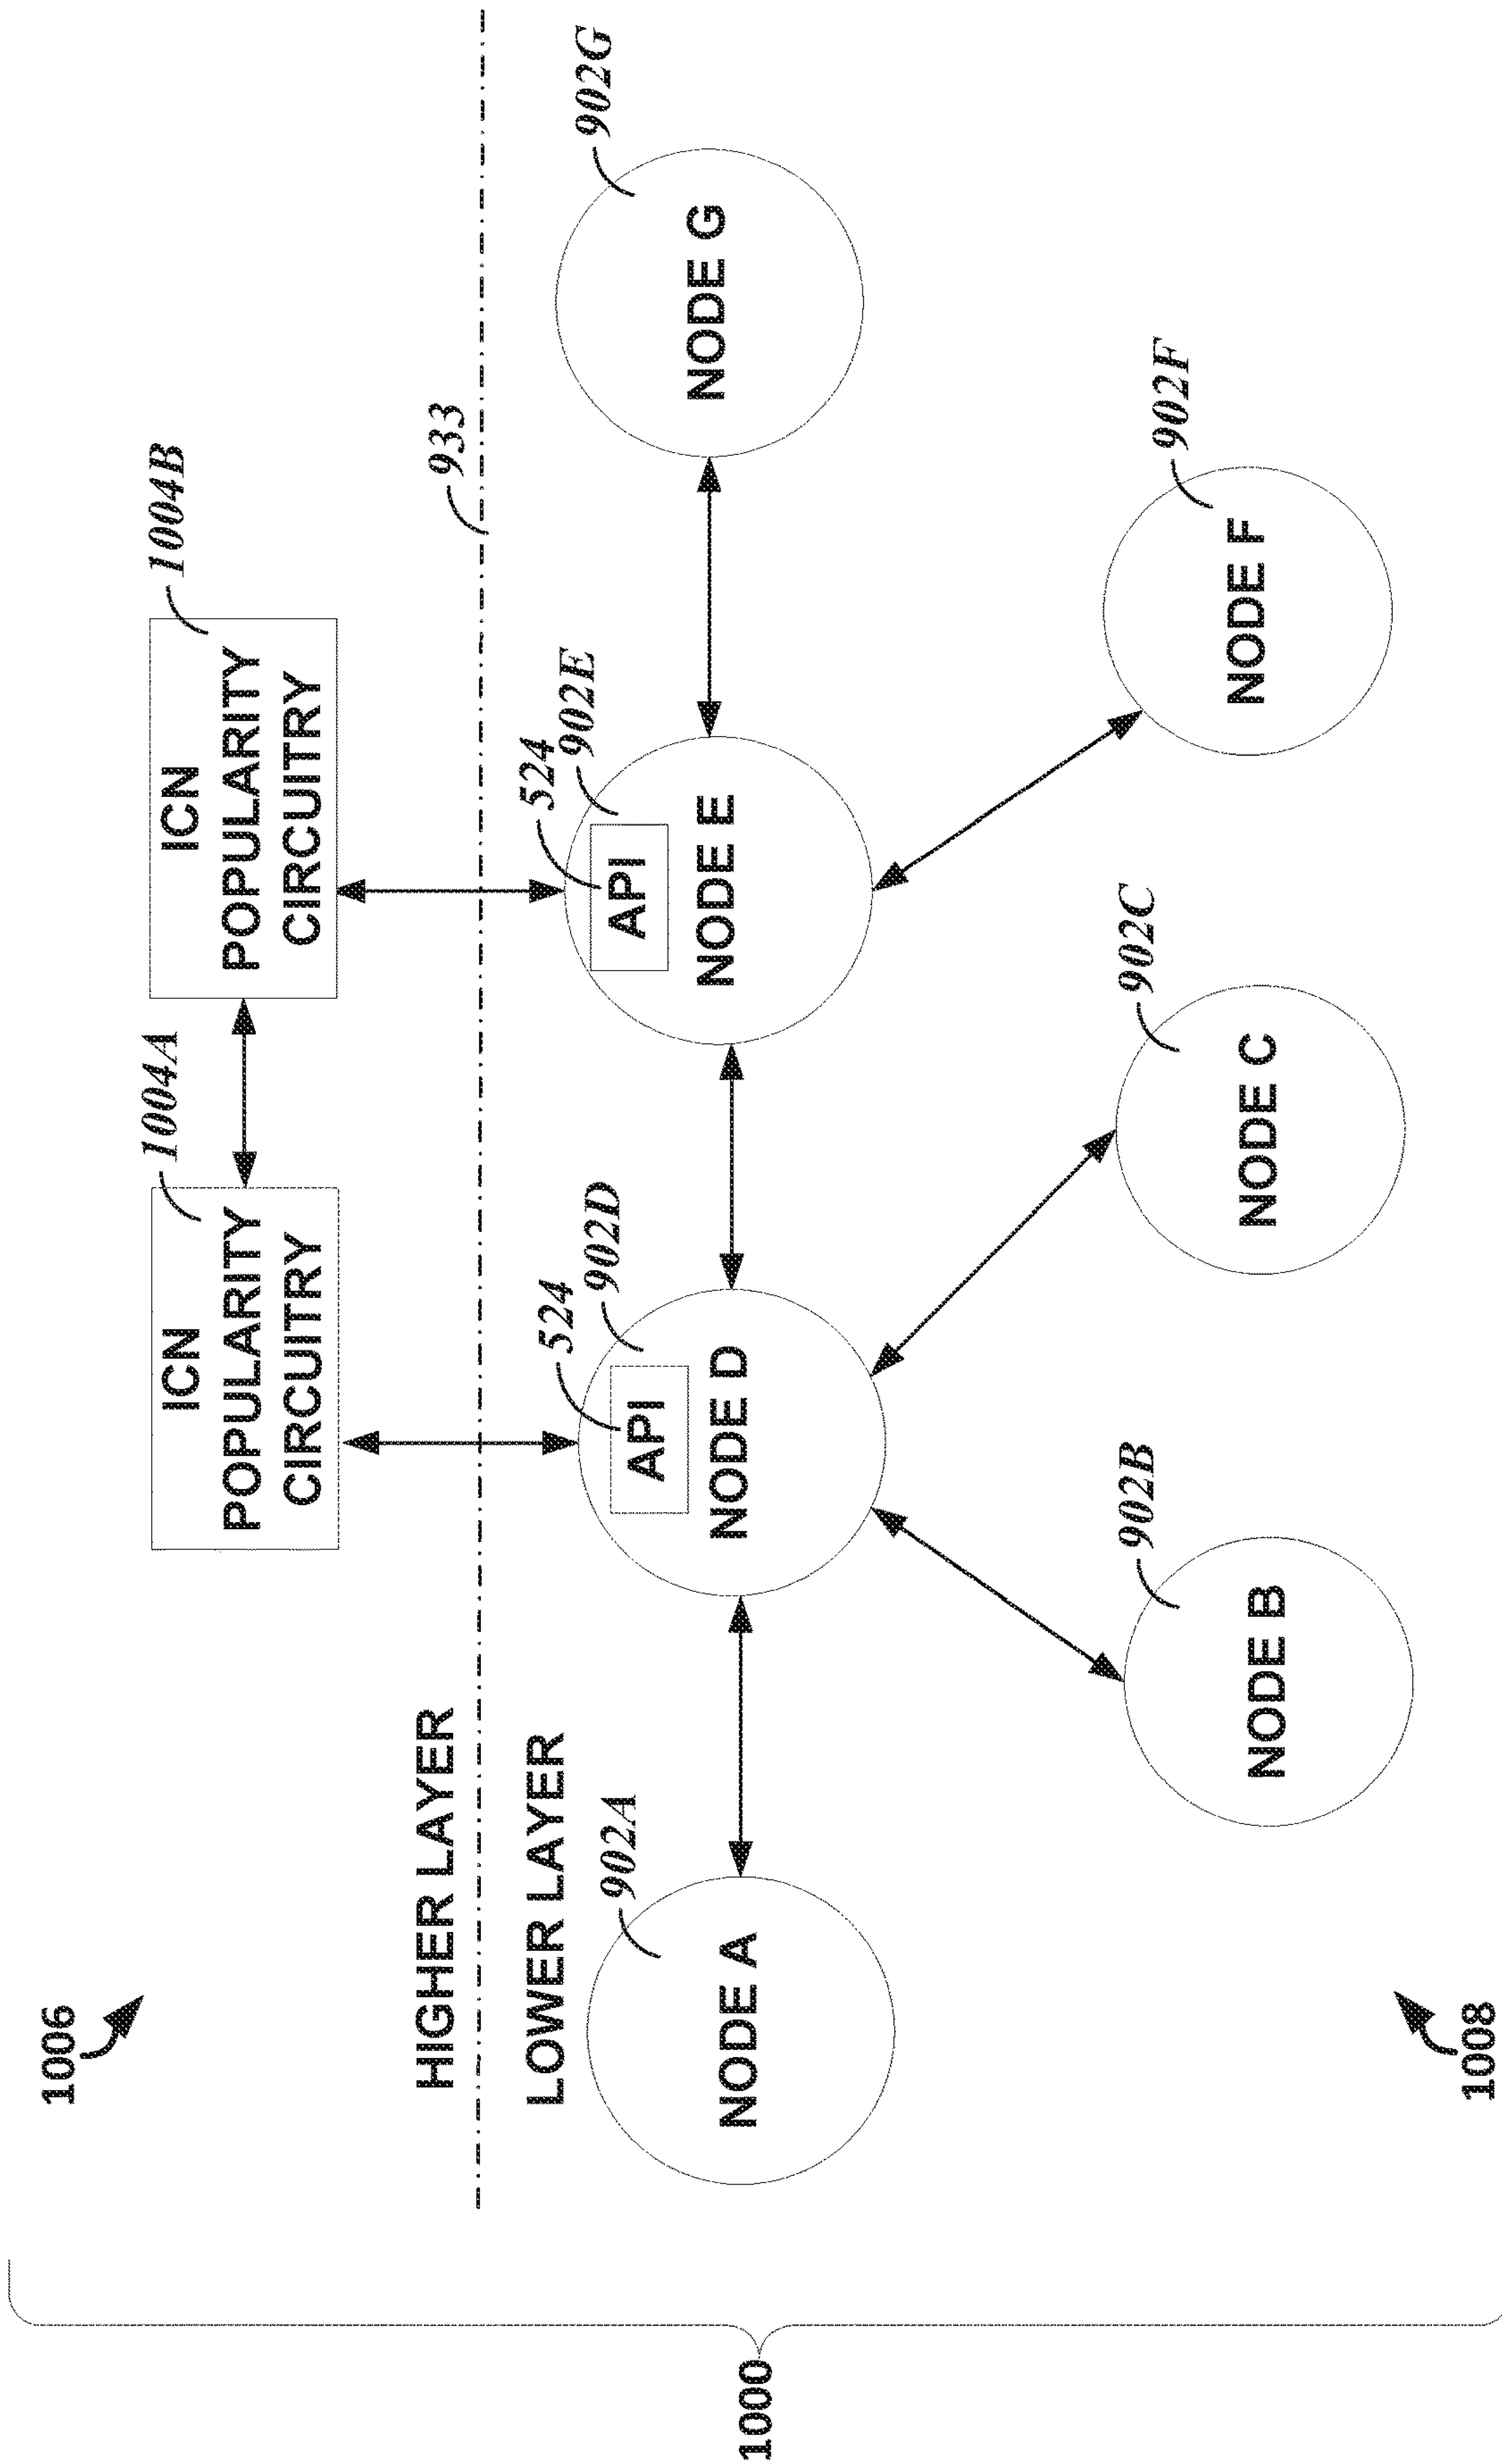 1006
ICN
POPULARITY
CIRCUITRY
1004A
ICN
POPULARITY
CIRCUITRY
1004B
HIGHER LAYER
933
LOWER LAYER
902A
NODE A
524
902D
API
NODE D
524
902E
API
NODE E
902G
NODE G
902B
NODE B
902C
NODE C
902F
NODE F
1008
1000